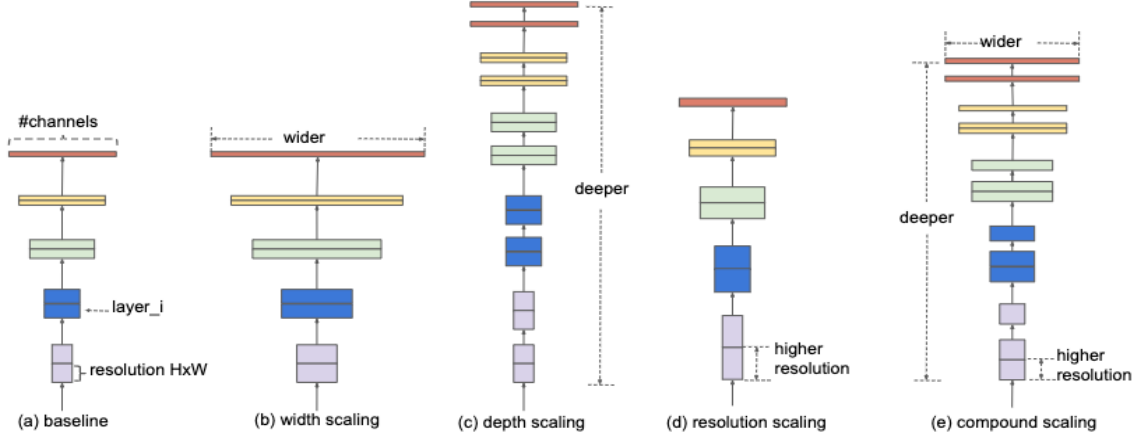 #channels
layer_i
resolution HxW
(a) baseline
wider
(b) width scaling
deeper
(c) depth scaling
higher
resolution
(d) resolution scaling
wider
deeper
higher
resolution
(e) compound scaling